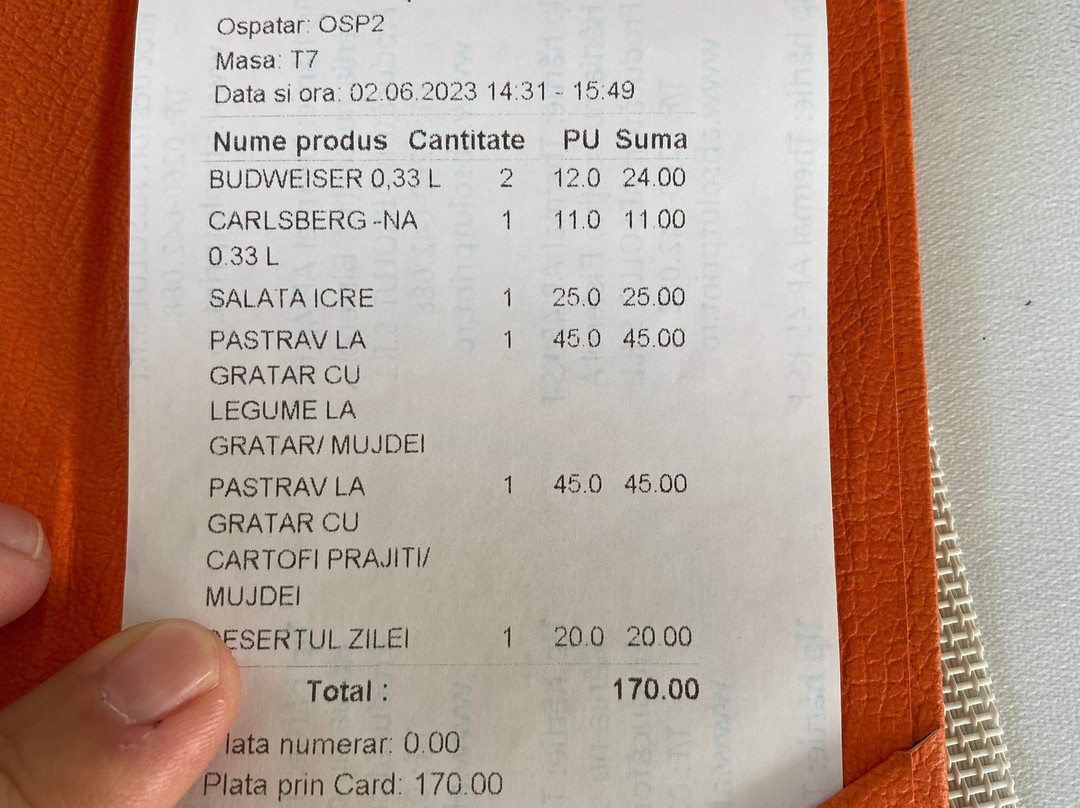 Ospatar: OSP2
Masa: T7
Data si ora: 02.06.2023 14:31 - 15:49
Nume produs Cantitate PU Suma
BUDWEISER 0,33 L 2 12.0 24.00
CARLSBERG -NA 1 11.0 11.00
0.33 L
SALATA ICRE 1 25.0 25.00
PASTRAV LA 1 45.0 45.00
GRATAR CU
LEGUME LA
GRATAR/ MUJDEI
PASTRAV LA 1 45.0 45.00
GRATAR CU
CARTOFI PRAJITI/
MUJDEI
DESERTUL ZILEI 1 20.0 20.00
Total : 170.00
lata numerar: 0.00
Plata prin Card: 170.00